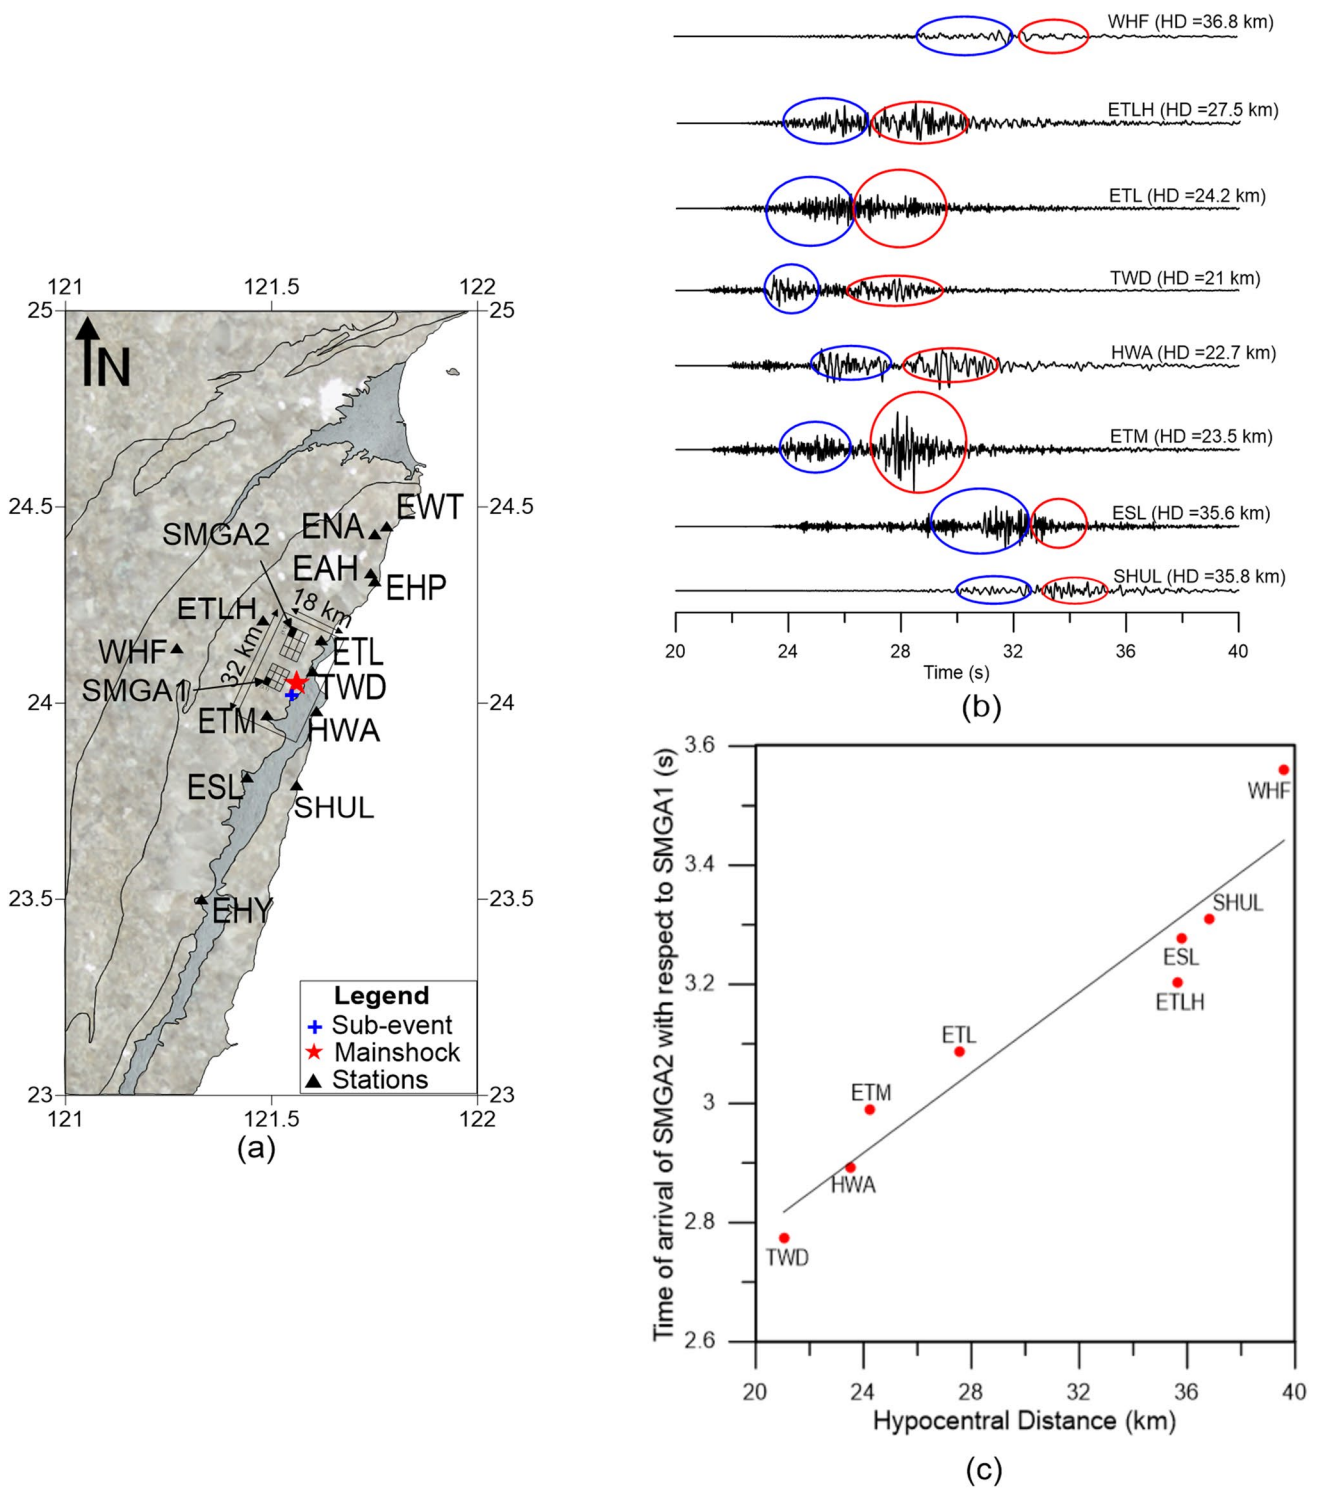 121
121.5
122
25
25
N
24.5
24.5
EWT
SMGA2
ENA
EAH
EHP
18 km
ETLH
32 km
WHF
ETL
SMGA1
TWD
24
24
ETM
HWA
ESL
SHUL
23.5
23.5
EHY
Legend
Sub-event
Mainshock
Stations
23
23
121
121.5
122
(a)
WHF (HD =36.8 km)
ETLH (HD =27.5 km)
ETL (HD =24.2 km)
TWD (HD =21 km)
HWA (HD =22.7 km)
ETM (HD =23.5 km)
ESL (HD =35.6 km)
SHUL (HD =35.8 km)
20
24
28
32
36
40
Time (s)
(b)
Time of arrival of SMGA2 with respect to SMGA1 (s)
3.6
3.4
3.2
3
2.8
2.6
WHF
SHUL
ESL
ETLH
ETL
ETM
HWA
TWD
20
24
28
32
36
40
Hypocentral Distance (km)
(c)